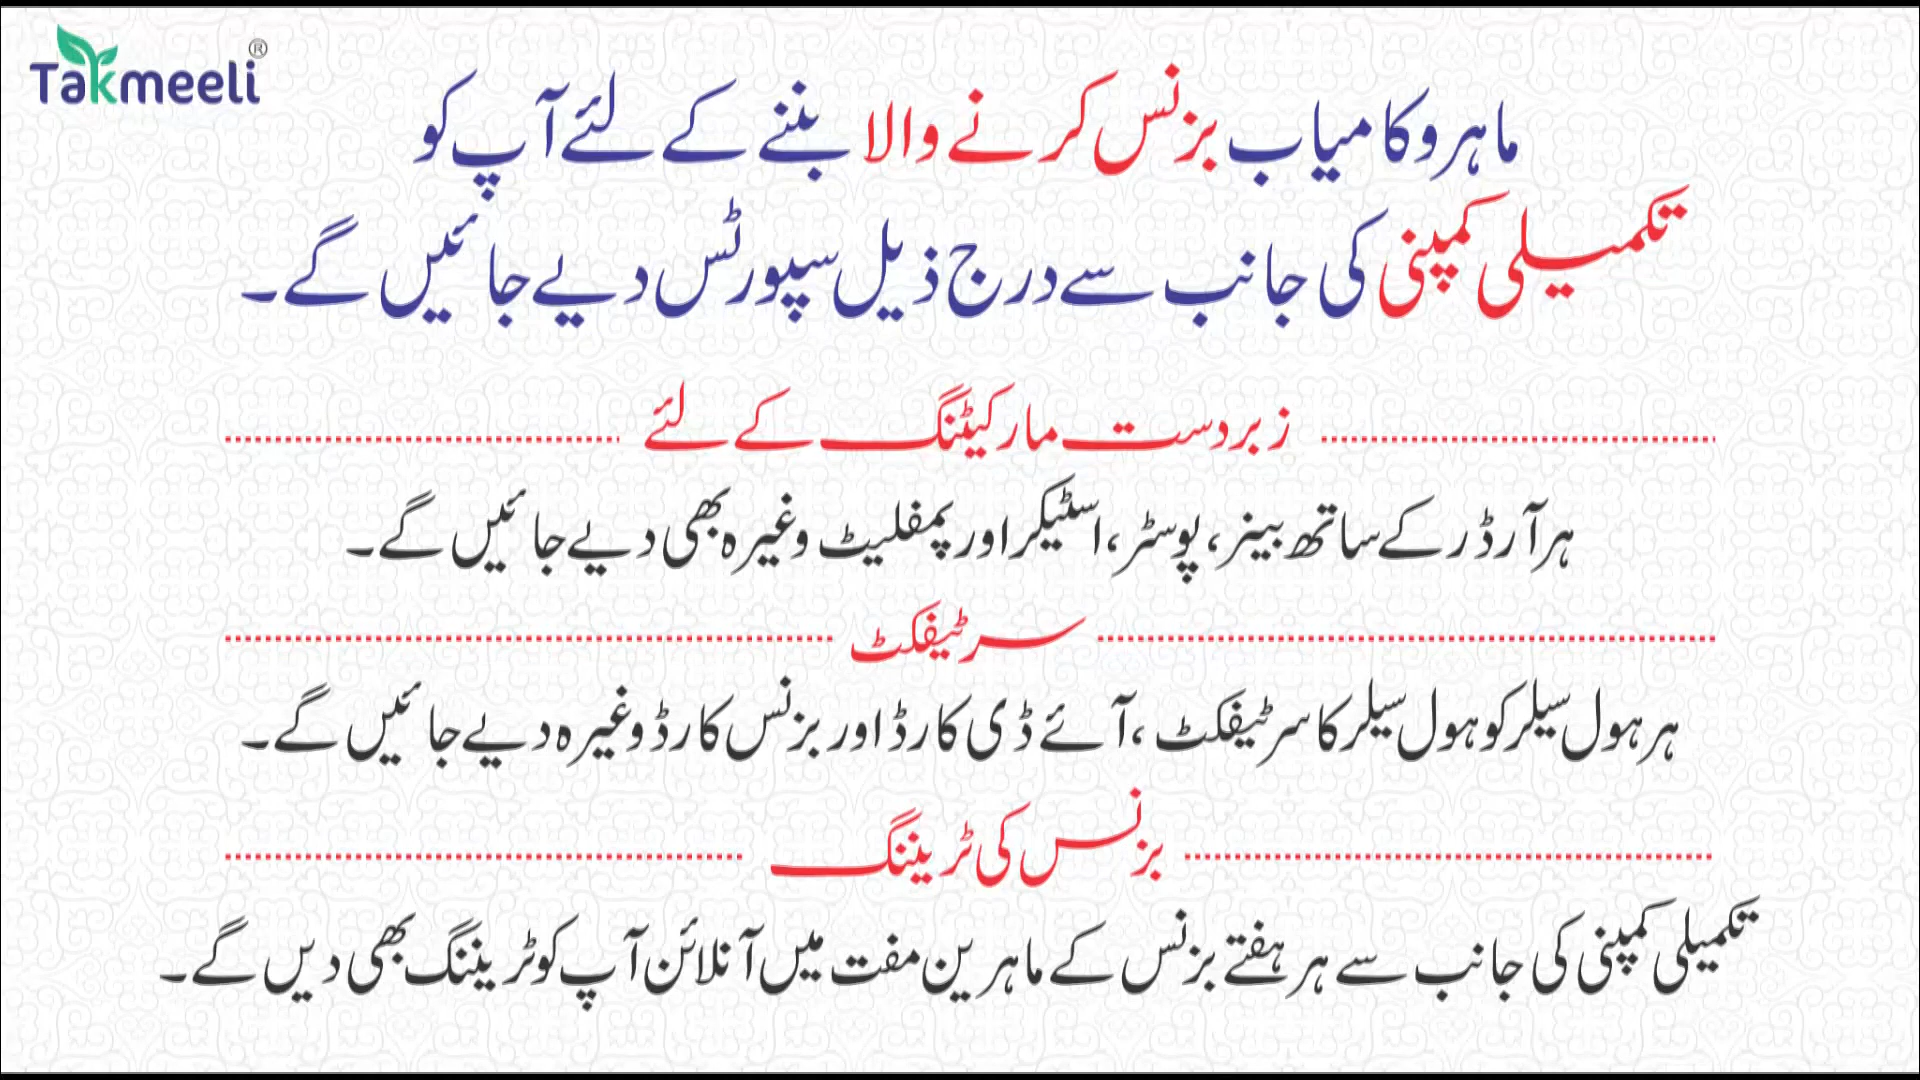 Takmeeli®
ماہر و کامیاب بزنس کرنے والا بننے کے لئے آپ کو
تکمیلی کمپنی کی جانب سے درج ذیل سپورٹس دیے جائیں گے۔
زبردست مارکیٹنگ کے لئے
ہر آرڈر کے ساتھ بینر، پوسٹر، اسٹیکر اور پمفلیٹ وغیرہ بھی دیے جائیں گے۔
سرٹیفکٹ
ہر ہول سیلر کو ہول سیلر کا سرٹیفکٹ، آئے ڈی کارڈ اور بزنس کارڈ وغیرہ دیے جائیں گے۔
بزنس کی ٹریننگ
تکمیلی کمپنی کی جانب سے ہر ہفتے بزنس کے ماہرین مفت میں آنلائن آپ کو ٹریننگ بھی دیں گے۔